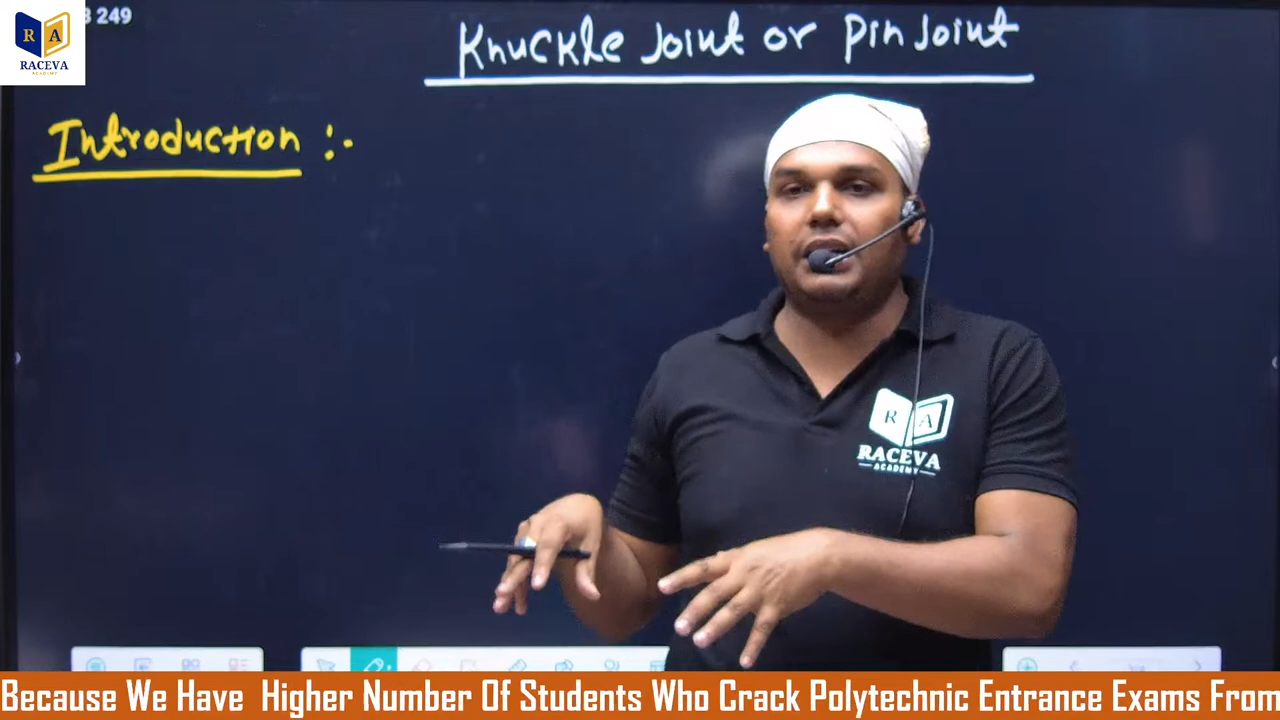 249
R A
RACEVA
ACADEMY
Knuckle Joint or Pin Joint
Introduction :-
R A
RACEVA
ACADEMY
Because We Have Higher Number Of Students Who Crack Polytechnic Entrance Exams From